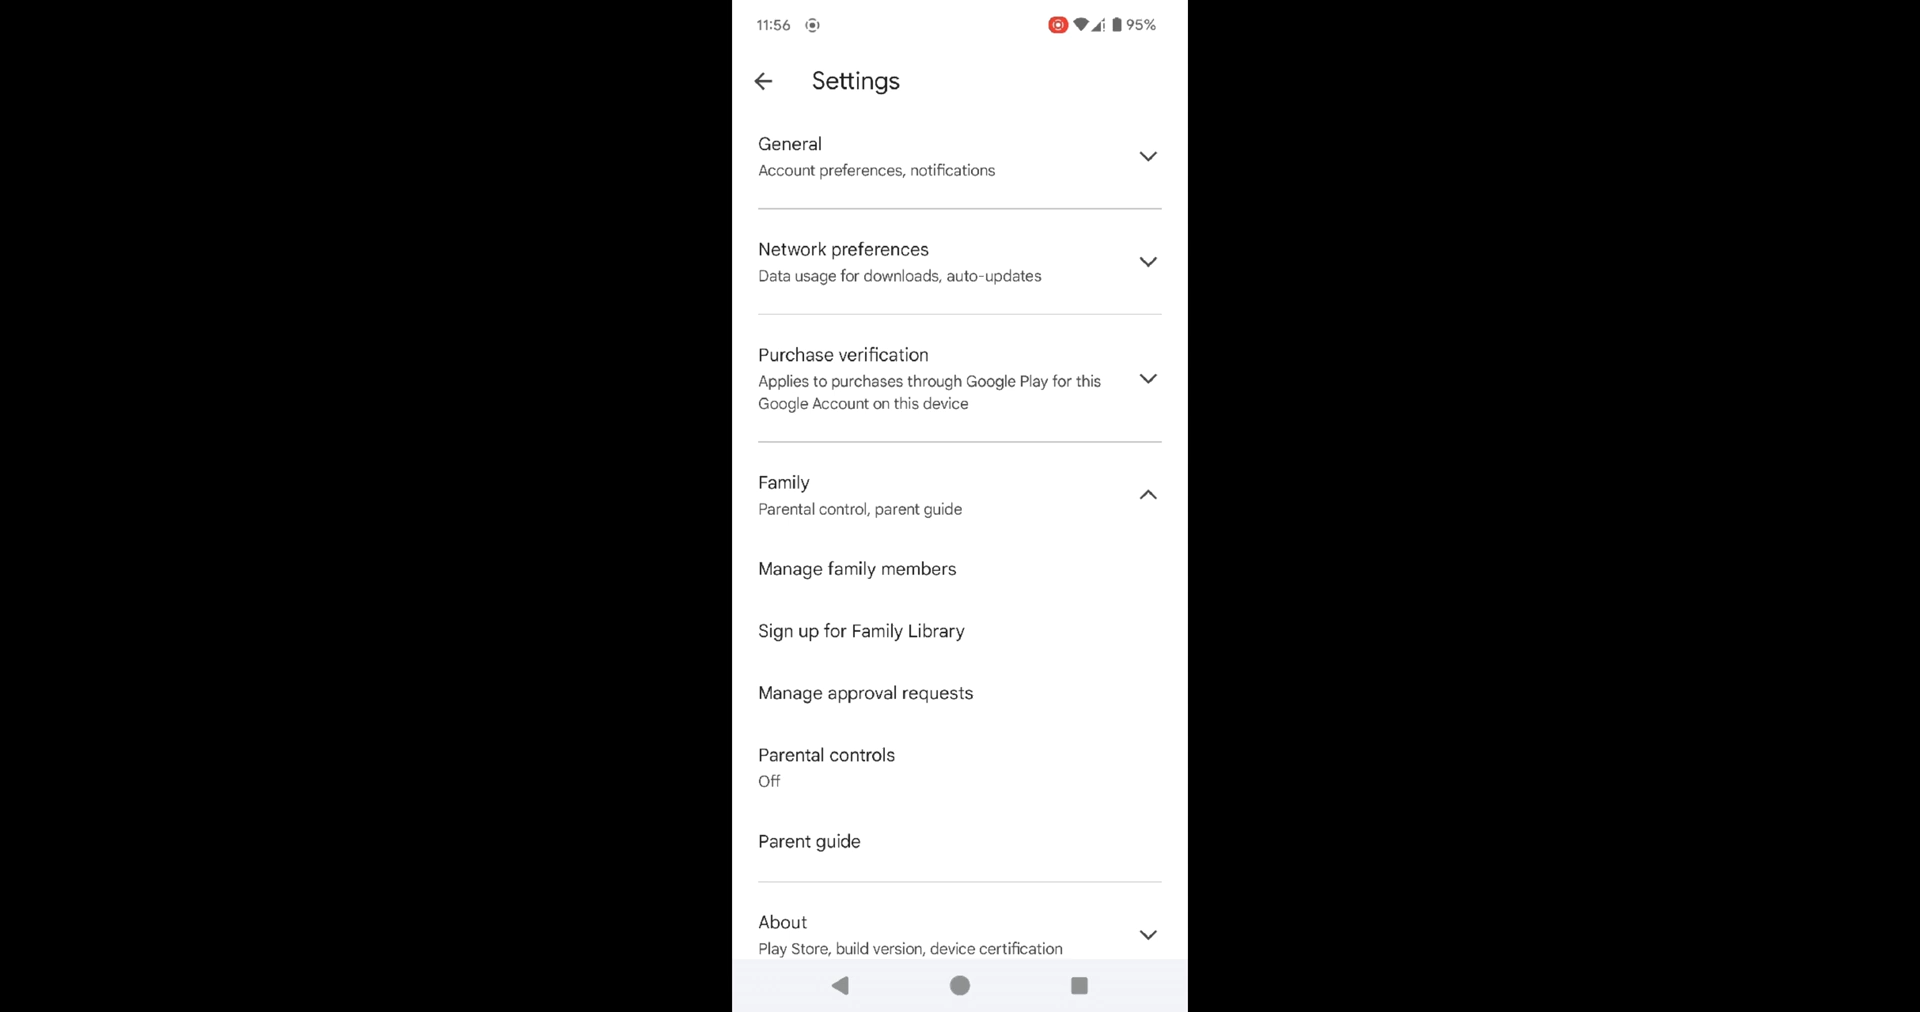 11:56
95%
Settings
General
Account preferences, notifications
Network preferences
Data usage for downloads, auto-updates
Purchase verification
Applies to purchases through Google Play for this
Google Account on this device
Family
Parental control, parent guide
Manage family members
Sign up for Family Library
Manage approval requests
Parental controls
Off
Parent guide
About
Play Store, build version, device certification